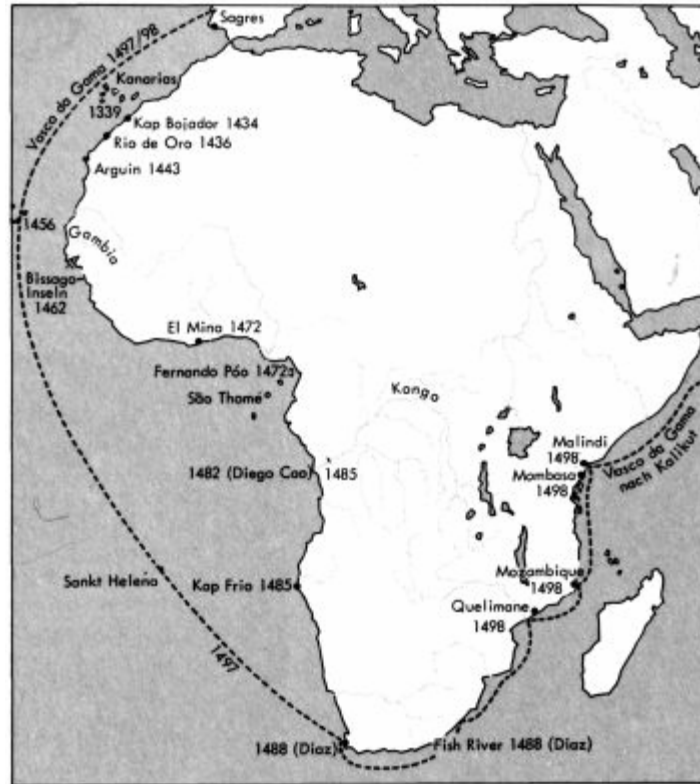 Sagres
Vasco da Gama 1497/98
Kanarias
1339
Kap Bojador 1434
Rio de Oro 1436
Arguin 1443
1456
Gambia
Bissago-
Inseln
1462
El Mina 1472
Fernando Póo 1472
São Thomé
Kongo
1482 (Diego Cao) 1485
Malindi
1498
Mombasa
1498
Vasco da Gama
nach Kalikut
Sankt Helena
Kap Frio 1485
Mozambique
1498
Quelimane
1498
1497
1488 (Diaz)
Fish River 1488 (Diaz)